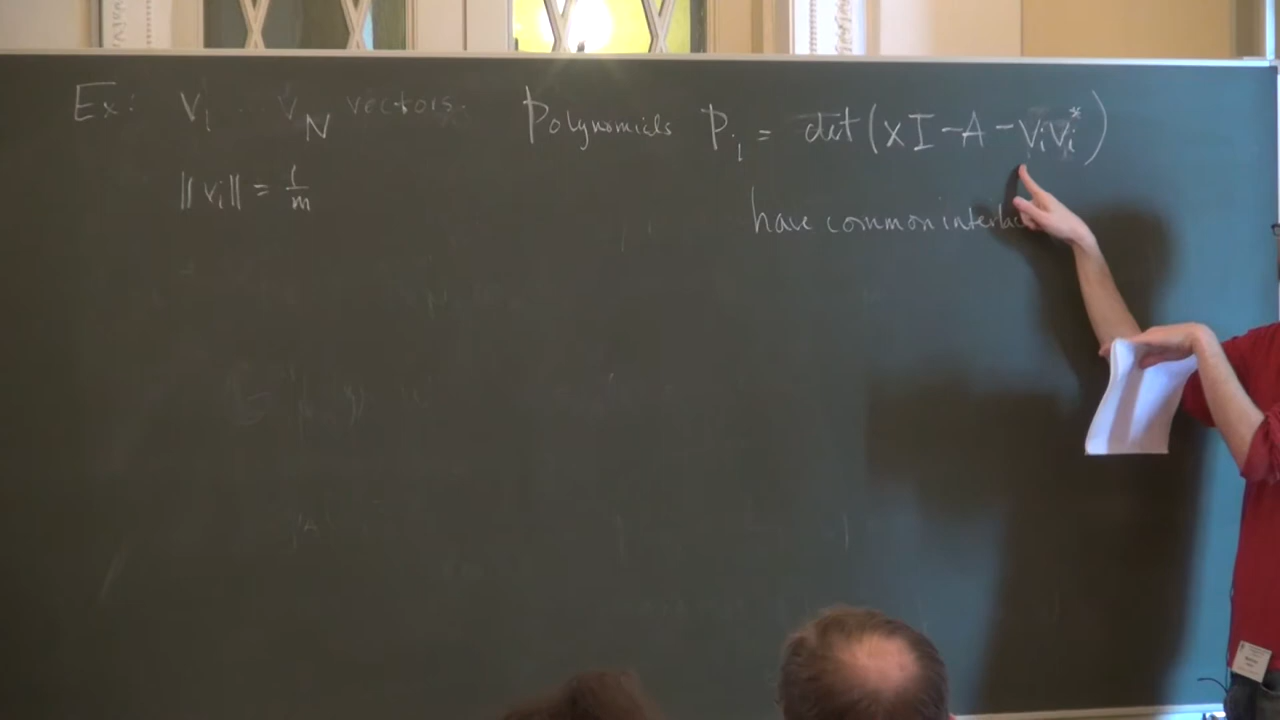 Ex: V₁ ... V_N vectors.
||v_i|| = 1/m
Polynomials P_i = det(xI - A - v_i v_i*)
have common interlac